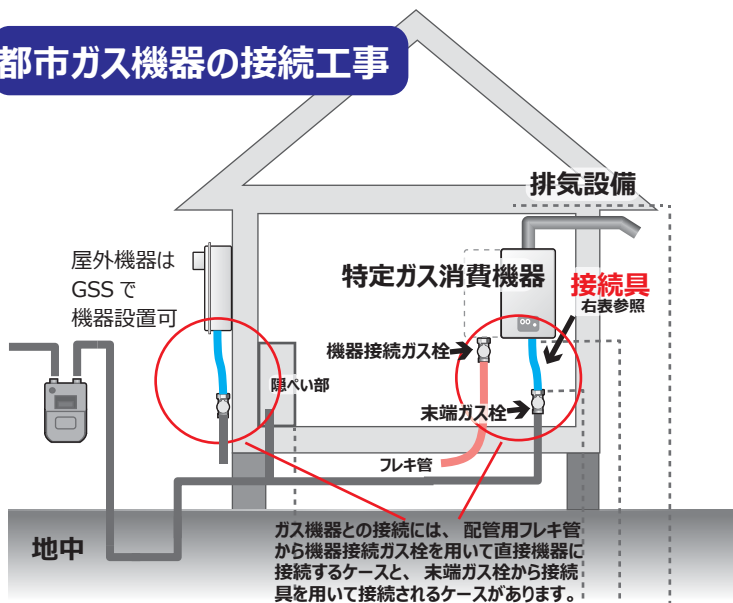 都市ガス機器の接続工事
排気設備
屋外機器は
GSSで
機器設置可
特定ガス消費機器
接続具
右表参照
機器接続ガス栓
隠ぺい部
末端ガス栓
フレキ管
地中
ガス機器との接続には、配管用フレキ管
から機器接続ガス栓を用いて直接機器に
接続するケースと、末端ガス栓から接続
具を用いて接続されるケースがあります。